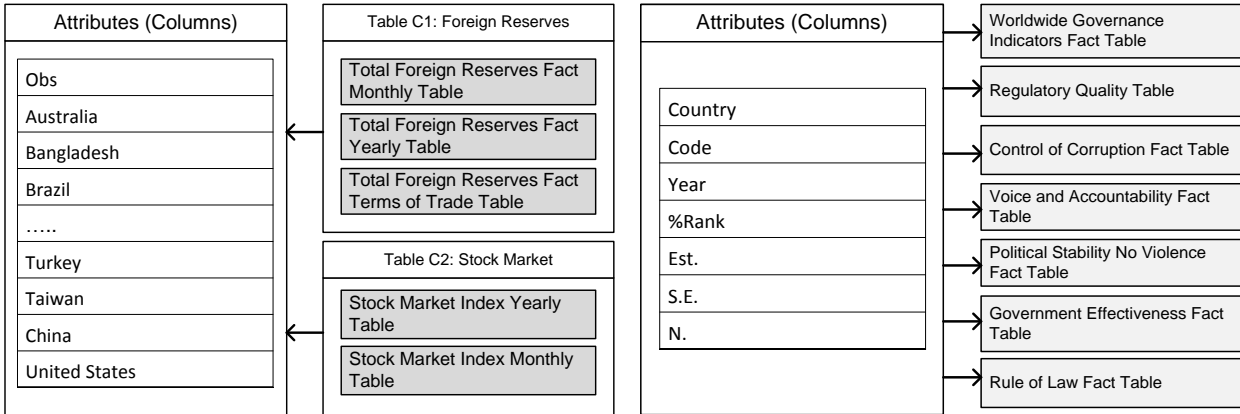 Attributes (Columns)
Obs
Australia
Bangladesh
Brazil
…..
Turkey
Taiwan
China
United States
Table C1: Foreign Reserves
Total Foreign Reserves Fact
Monthly Table
Total Foreign Reserves Fact
Yearly Table
Total Foreign Reserves Fact
Terms of Trade Table
Table C2: Stock Market
Stock Market Index Yearly
Table
Stock Market Index Monthly
Table
Attributes (Columns)
Country
Code
Year
%Rank
Est.
S.E.
N.
Worldwide Governance
Indicators Fact Table
Regulatory Quality Table
Control of Corruption Fact Table
Voice and Accountability Fact
Table
Political Stability No Violence
Fact Table
Government Effectiveness Fact
Table
Rule of Law Fact Table